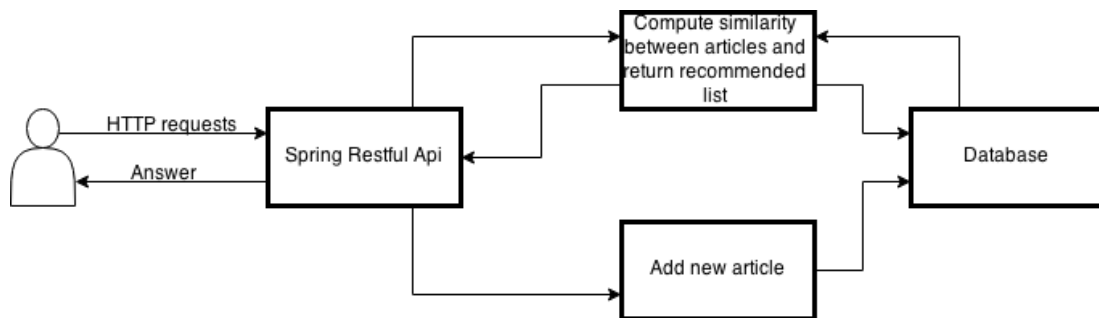 Compute similarity
between articles and
return recommended
list
HTTP requests
Spring Restful Api
Database
Answer
Add new article